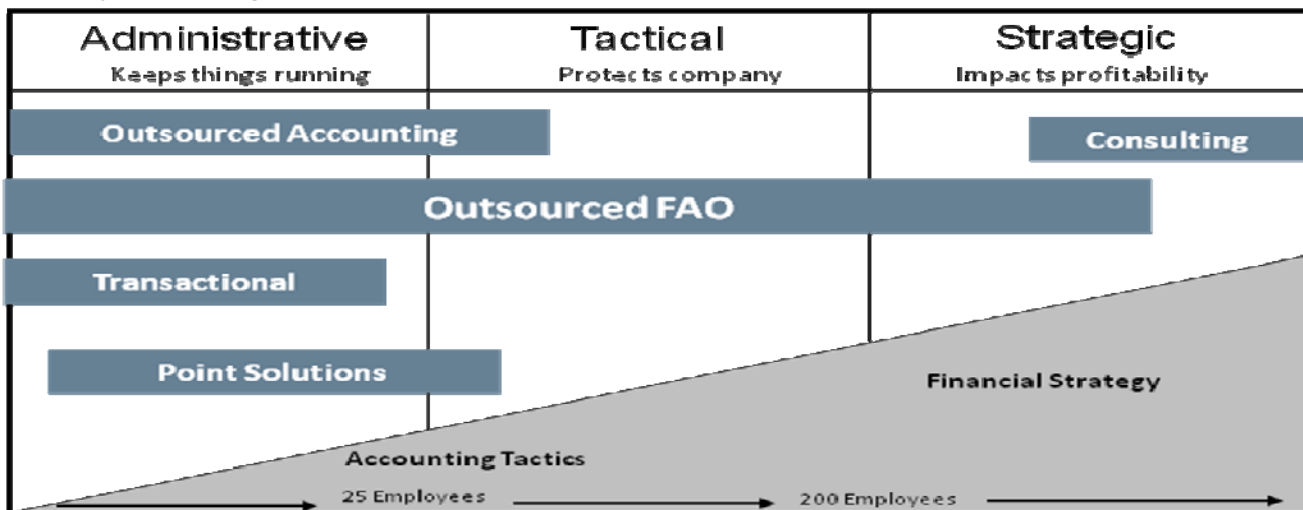 Administrative
Keeps things running
Tactical
Protects company
Strategic
Impacts profitability
Outsourced Accounting
Consulting
Outsourced FAO
Transactional
Point Solutions
Financial Strategy
Accounting Tactics
25 Employees
200 Employees